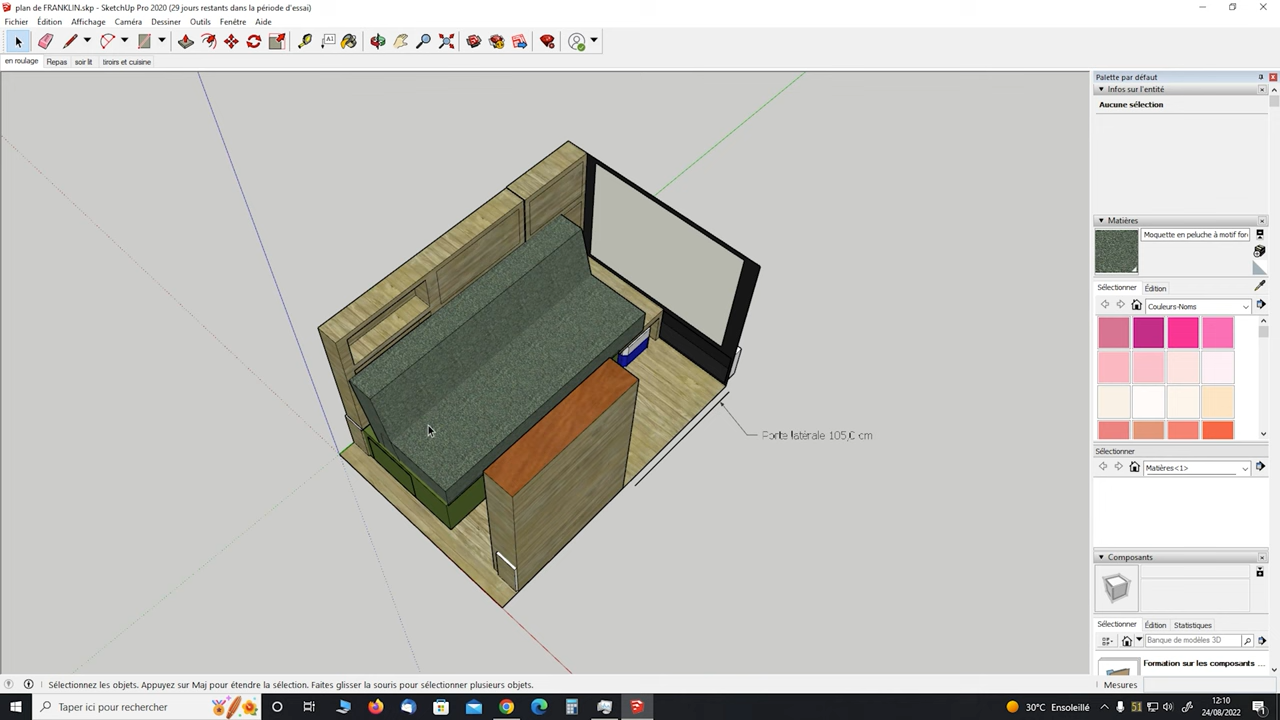 plan de FRANKLIN.skp - SketchUp Pro 2020 (29 jours restants dans la période d'essai)
Fichier Édition Affichage Caméra Dessiner Outils Fenêtre Aide
en roulage Repas soir lit tiroirs et cuisine
Palette par défaut
Infos sur l'entité
Aucune sélection
Matières
Moquette en peluche à motif for
Sélectionner Édition
Couleurs-Noms
Porte latérale 105,0 cm
Sélectionner
Matières<1>
Composants
Sélectionner Édition Statistiques
Banque de modèles 3D
Formation sur les composants ...
Sélectionnez les objets. Appuyez sur Maj pour étendre la sélection. Faites glisser la souris pour sélectionner plusieurs objets.
Mesures
Taper ici pour rechercher
30°C Ensoleillé
51
12:10
24/08/2022